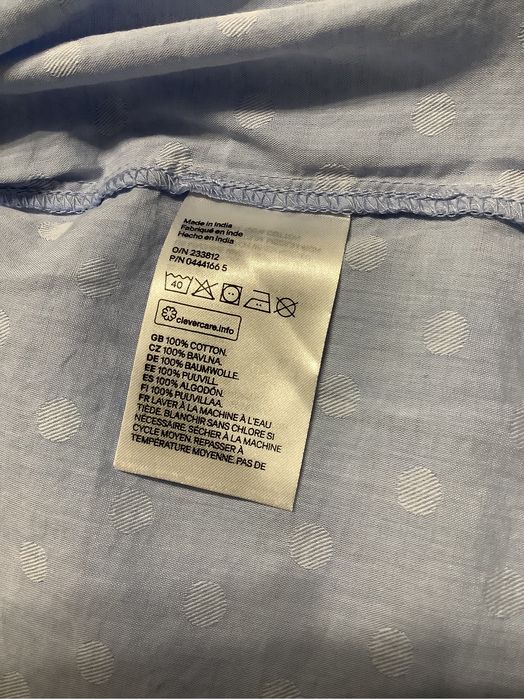 Made in India
Fabriqué en Inde
Hecho en India
O/N 233812
P/N 0444166 5
40
clevercare.info
GB 100% COTTON.
CZ 100% BAVLNA.
DE 100% BAUMWOLLE.
EE 100% PUUVILL.
ES 100% ALGODÓN.
FI 100% PUUVILLAA.
FR LAVER À LA MACHINE À L'EAU
TIÈDE. BLANCHIR SANS CHLORE SI
NÉCESSAIRE. SÉCHER À LA MACHINE
CYCLE MOYEN. REPASSER À
TEMPÉRATURE MOYENNE. PAS DE